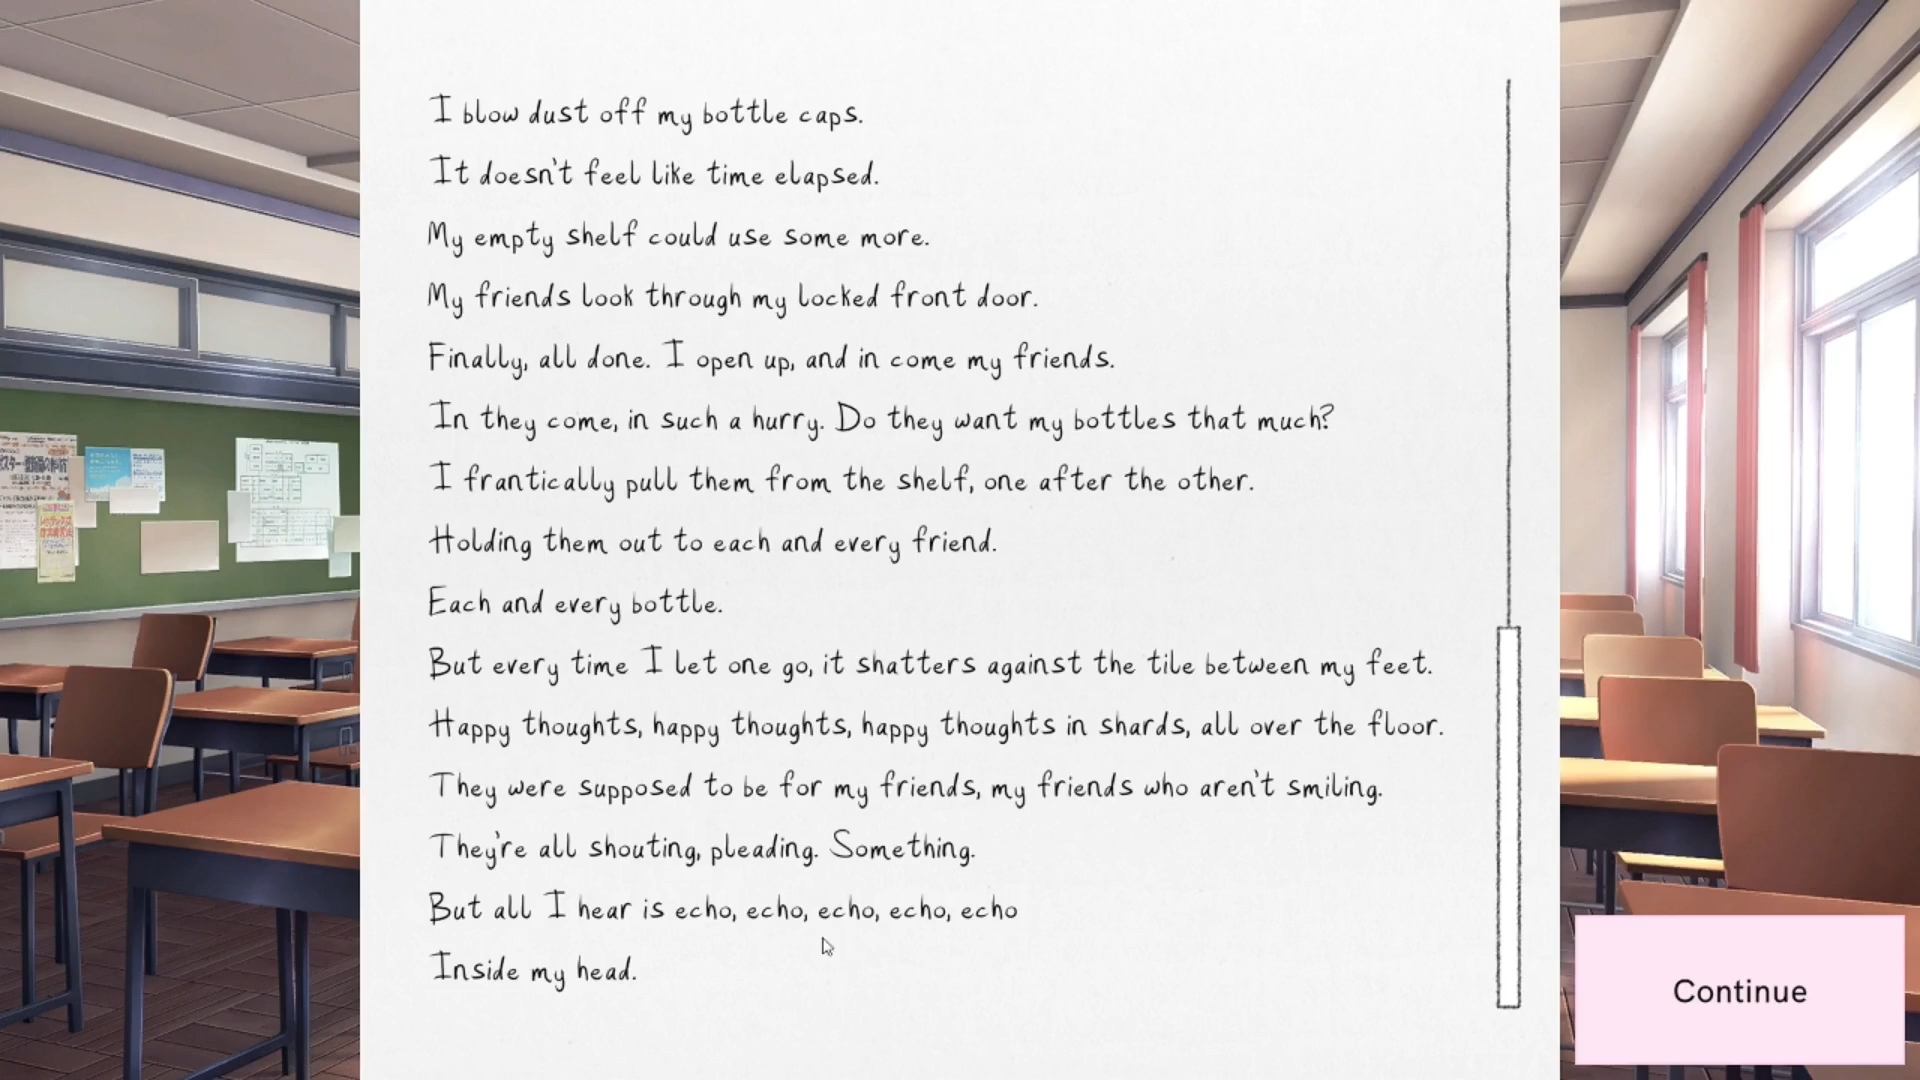 I blow dust off my bottle caps.
It doesn't feel like time elapsed.
My empty shelf could use some more.
My friends look through my locked front door.
Finally, all done. I open up, and in come my friends.
In they come, in such a hurry. Do they want my bottles that much?
I frantically pull them from the shelf, one after the other.
Holding them out to each and every friend.
Each and every bottle.
But every time I let one go, it shatters against the tile between my feet.
Happy thoughts, happy thoughts, happy thoughts in shards, all over the floor.
They were supposed to be for my friends, my friends who aren't smiling.
They're all shouting, pleading. Something.
But all I hear is echo, echo, echo, echo, echo
Inside my head.
Continue